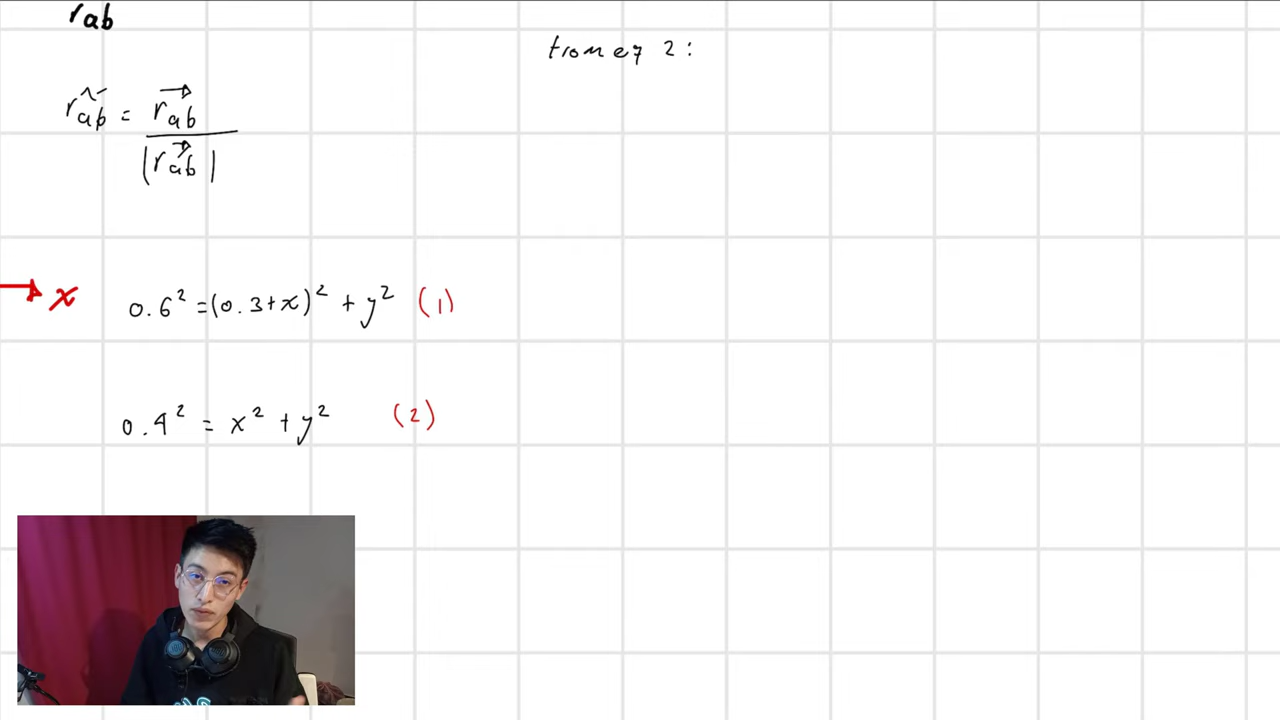 rab
from eq 2:
r̂ab = r⃗ab / |r⃗ab|
x
0.6² = (0.3+x)² + y² (1)
0.4² = x² + y² (2)